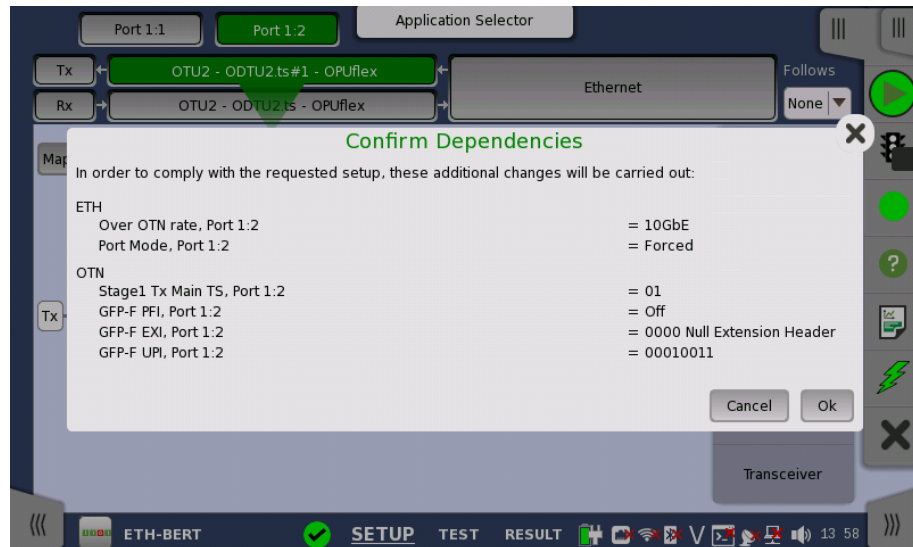 Port 1:1
Port 1:2
Application Selector
Tx
OTU2 - ODTU2.ts#1 - OPUflex
Rx
OTU2 - ODTU2.ts - OPUflex
Ethernet
Follows
None
Map
Confirm Dependencies
In order to comply with the requested setup, these additional changes will be carried out:
ETH
Over OTN rate, Port 1:2 = 10GbE
Port Mode, Port 1:2 = Forced
OTN
Stage1 Tx Main TS, Port 1:2 = 01
GFP-F PFI, Port 1:2 = Off
GFP-F EXI, Port 1:2 = 0000 Null Extension Header
GFP-F UPI, Port 1:2 = 00010011
Tx
Cancel
Ok
Transceiver
ETH-BERT
SETUP
TEST
RESULT
13 58